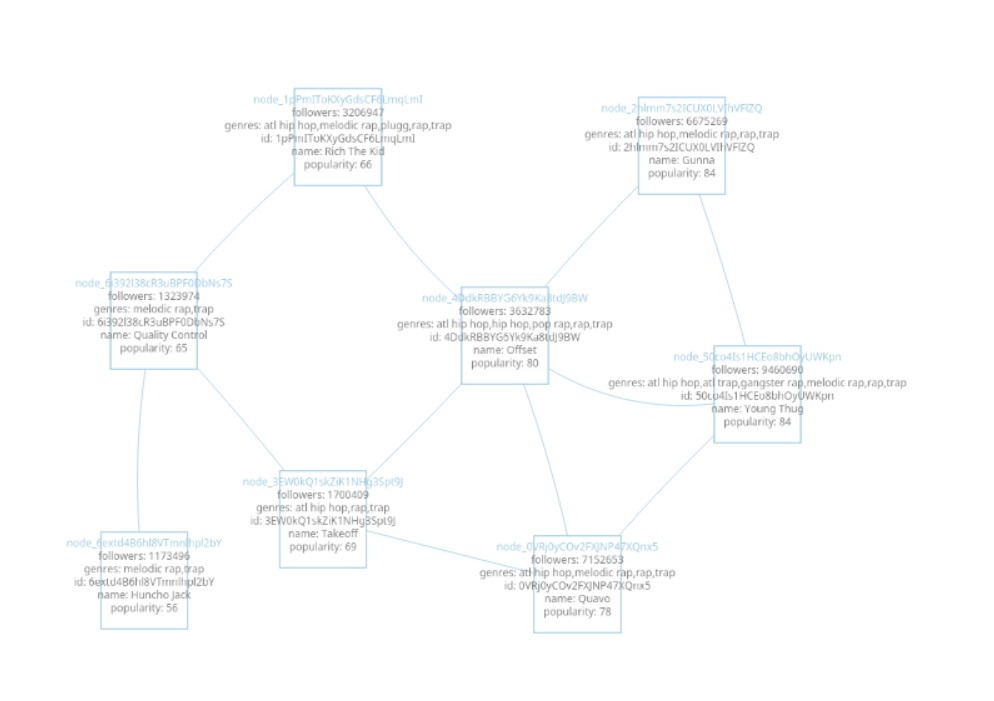 node_1pPmIToKXyGdsCF6LmqLmI
followers: 3206947
genres: atl hip hop,melodic rap,plugg,rap,trap
id: 1pPmIToKXyGdsCF6LmqLmI
name: Rich The Kid
popularity: 66
node_2hlmm7s2ICUX0LVIhVFlZQ
followers: 6675269
genres: atl hip hop,melodic rap,rap,trap
id: 2hlmm7s2ICUX0LVIhVFlZQ
name: Gunna
popularity: 84
node_6i392l38cR3uBPF0DbNs7S
followers: 1323974
genres: melodic rap,trap
id: 6i392l38cR3uBPF0DbNs7S
name: Quality Control
popularity: 65
node_4DdkRBBYG6Yk9Ka8tdJ9BW
followers: 3632783
genres: atl hip hop,hip hop,pop rap,rap,trap
id: 4DdkRBBYG6Yk9Ka8tdJ9BW
name: Offset
popularity: 80
node_50co4Is1HCEo8bhOyUWKpn
followers: 9460690
genres: atl hip hop,atl trap,gangster rap,melodic rap,rap,trap
id: 50co4Is1HCEo8bhOyUWKpn
name: Young Thug
popularity: 84
node_3EW0kQ1skZiK1NHg3Spt9J
followers: 1700409
genres: atl hip hop,rap,trap
id: 3EW0kQ1skZiK1NHg3Spt9J
name: Takeoff
popularity: 69
node_6extd4B6hl8VTmnlhpl2bY
followers: 1173496
genres: melodic rap,trap
id: 6extd4B6hl8VTmnlhpl2bY
name: Huncho Jack
popularity: 56
node_0VRj0yCOv2FXJNP47XQnx5
followers: 7152653
genres: atl hip hop,melodic rap,rap,trap
id: 0VRj0yCOv2FXJNP47XQnx5
name: Quavo
popularity: 78